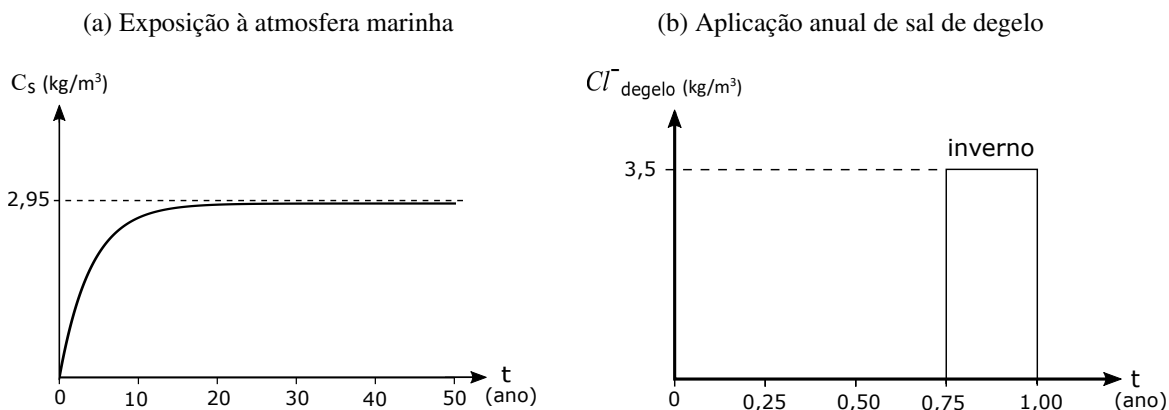 (a) Exposição à atmosfera marinha
Cs (kg/m³)
2,95
0 10 20 30 40 50
t
(ano)
(b) Aplicação anual de sal de degelo
Cl⁻ degelo (kg/m³)
inverno
3,5
0 0,25 0,50 0,75 1,00
t
(ano)